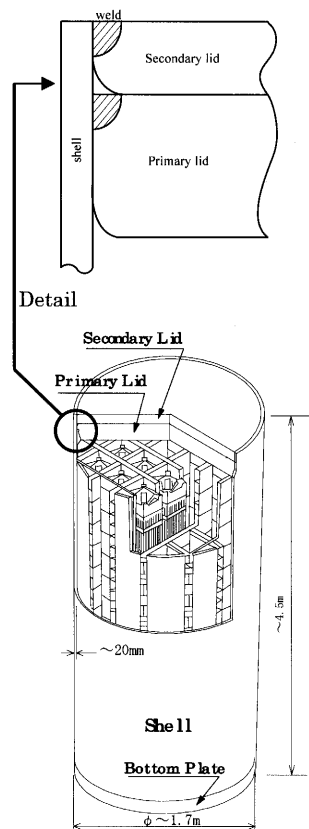 weld
Secondary lid
shell
Primary lid
Detail
Secondary Lid
Primary Lid
~4.5m
~20mm
Shell
Bottom Plate
φ~1.7m